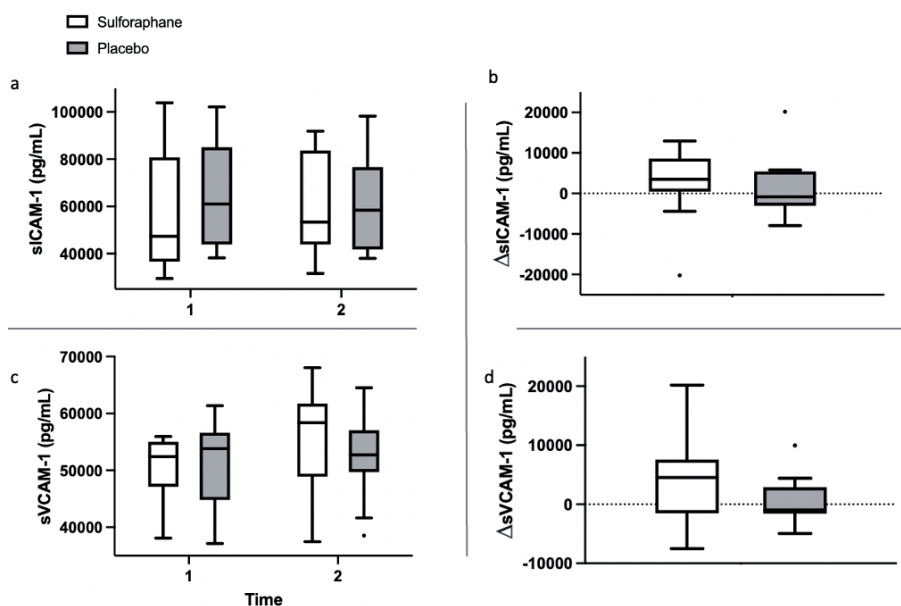 Sulforaphane
Placebo
a
sICAM-1 (pg/mL)
100000
80000
60000
40000
1
2
b
ΔsICAM-1 (pg/mL)
20000
10000
0
-10000
-20000
c
sVCAM-1 (pg/mL)
70000
60000
50000
40000
1
2
Time
d
ΔsVCAM-1 (pg/mL)
20000
10000
0
-10000